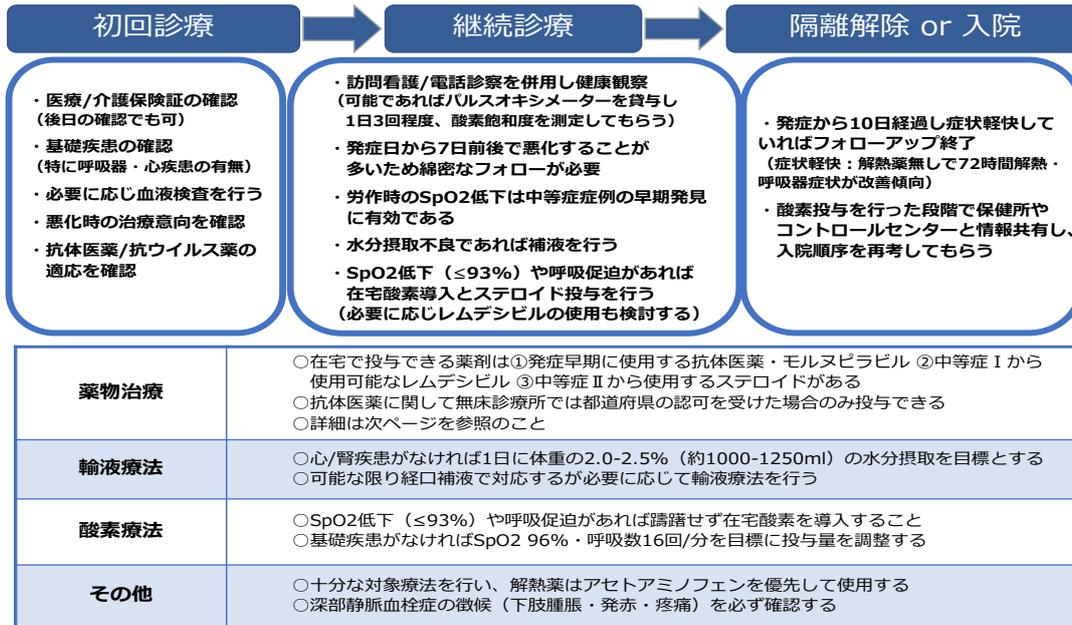 初回診療
継続診療
隔離解除 or 入院
・医療/介護保険証の確認
（後日の確認でも可）
・基礎疾患の確認
（特に呼吸器・心疾患の有無）
・必要に応じ血液検査を行う
・悪化時の治療意向を確認
・抗体医薬/抗ウイルス薬の
適応を確認
・訪問看護/電話診察を併用し健康観察
（可能であればパルスオキシメーターを貸与し
1日3回程度、酸素飽和度を測定してもらう）
・発症日から7日前後で悪化することが
多いため綿密なフォローが必要
・労作時のSpO2低下は中等症症例の早期発見
に有効である
・水分摂取不良であれば補液を行う
・SpO2低下（≤93%）や呼吸促迫があれば
在宅酸素導入とステロイド投与を行う
（必要に応じレムデシビルの使用も検討する）
・発症から10日経過し症状軽快して
いればフォローアップ終了
（症状軽快：解熱薬無しで72時間解熱・
呼吸器症状が改善傾向）
・酸素投与を行った段階で保健所や
コントロールセンターと情報共有し、
入院順序を再考してもらう
薬物治療
○在宅で投与できる薬剤は①発症早期に使用する抗体医薬・モルヌピラビル ②中等症Ⅰから
使用可能なレムデシビル ③中等症Ⅱから使用するステロイドがある
○抗体医薬に関して無床診療所では都道府県の認可を受けた場合のみ投与できる
○詳細は次ページを参照のこと
輸液療法
○心/腎疾患がなければ1日に体重の2.0-2.5%（約1000-1250ml）の水分摂取を目標とする
○可能な限り経口補液で対応するが必要に応じて輸液療法を行う
酸素療法
○SpO2低下（≤93%）や呼吸促迫があれば躊躇せず在宅酸素を導入すること
○基礎疾患がなければSpO2 96%・呼吸数16回/分を目標に投与量を調整する
その他
○十分な対象療法を行い、解熱薬はアセトアミノフェンを優先して使用する
○深部静脈血栓症の徴候（下肢腫脹・発赤・疼痛）を必ず確認する